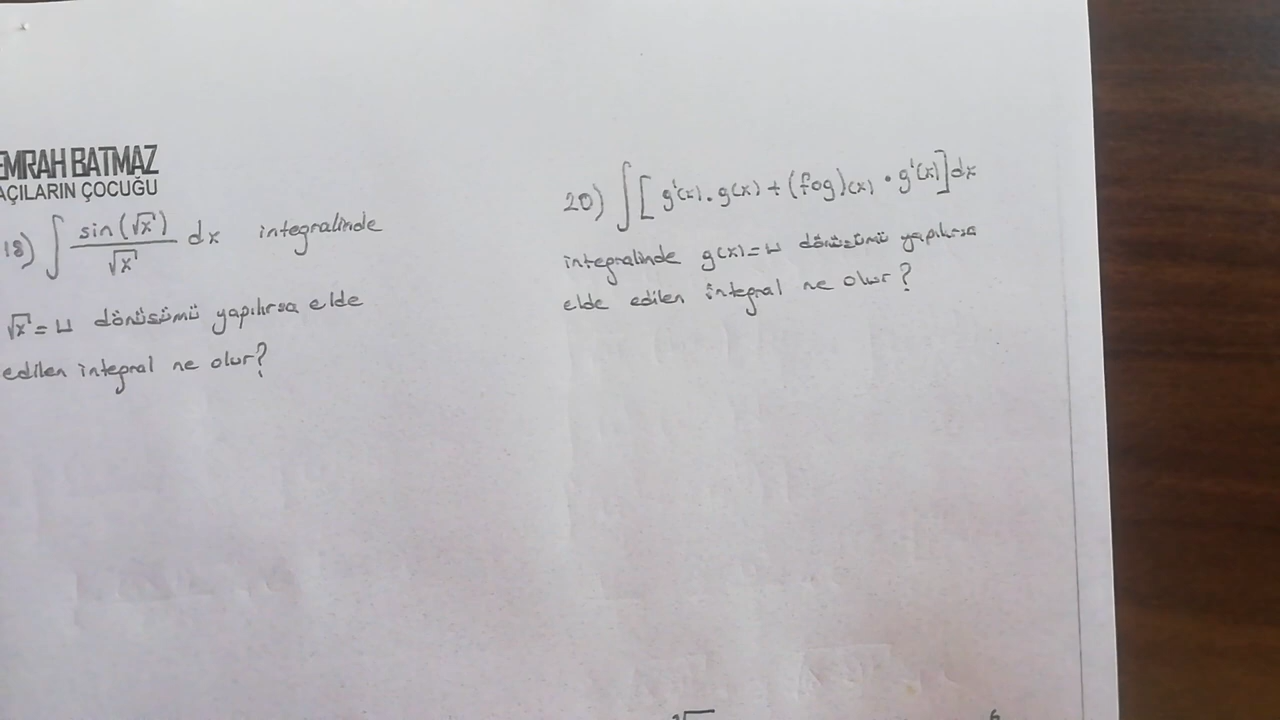 EMRAH BATMAZ
AÇILARIN ÇOCUĞU
18) ∫ sin(√x)/√x dx integralinde
√x = u dönüşümü yapılırsa elde
edilen integral ne olur?
20) ∫[g'(x).g(x) + (fog)(x) · g'(x)]dx
integralinde g(x)=u dönüşümü yapılırsa
elde edilen integral ne olur?